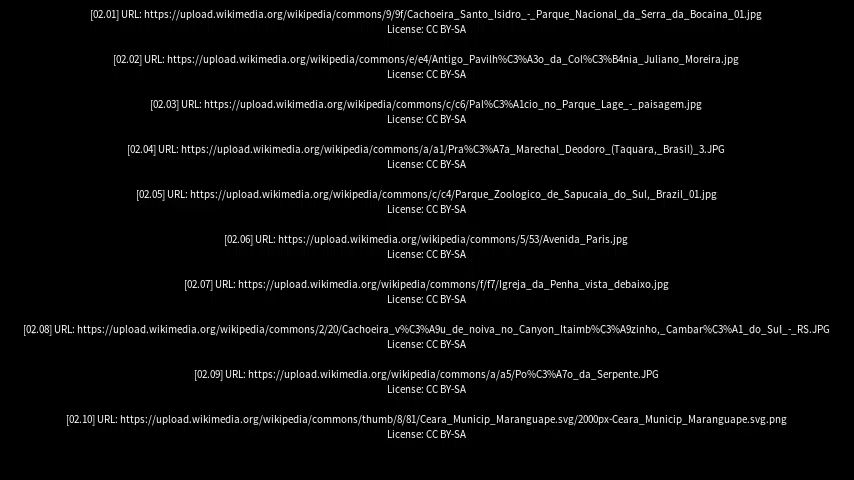 [02.01] URL: https://upload.wikimedia.org/wikipedia/commons/9/9f/Cachoeira_Santo_Isidro_-_Parque_Nacional_da_Serra_da_Bocaina_01.jpg
License: CC BY-SA
[02.02] URL: https://upload.wikimedia.org/wikipedia/commons/e/e4/Antigo_Pavilh%C3%A3o_da_Col%C3%B4nia_Juliano_Moreira.jpg
License: CC BY-SA
[02.03] URL: https://upload.wikimedia.org/wikipedia/commons/c/c6/Pal%C3%A1cio_no_Parque_Lage_-_paisagem.jpg
License: CC BY-SA
[02.04] URL: https://upload.wikimedia.org/wikipedia/commons/a/a1/Pra%C3%A7a_Marechal_Deodoro_(Taquara,_Brasil)_3.JPG
License: CC BY-SA
[02.05] URL: https://upload.wikimedia.org/wikipedia/commons/c/c4/Parque_Zoologico_de_Sapucaia_do_Sul,_Brazil_01.jpg
License: CC BY-SA
[02.06] URL: https://upload.wikimedia.org/wikipedia/commons/5/53/Avenida_Paris.jpg
License: CC BY-SA
[02.07] URL: https://upload.wikimedia.org/wikipedia/commons/f/f7/Igreja_da_Penha_vista_debaixo.jpg
License: CC BY-SA
[02.08] URL: https://upload.wikimedia.org/wikipedia/commons/2/20/Cachoeira_v%C3%A9u_de_noiva_no_Canyon_Itaimb%C3%A9zinho,_Cambar%C3%A1_do_Sul_-_RS.JPG
License: CC BY-SA
[02.09] URL: https://upload.wikimedia.org/wikipedia/commons/a/a5/Po%C3%A7o_da_Serpente.JPG
License: CC BY-SA
[02.10] URL: https://upload.wikimedia.org/wikipedia/commons/thumb/8/81/Ceara_Municip_Maranguape.svg/2000px-Ceara_Municip_Maranguape.svg.png
License: CC BY-SA